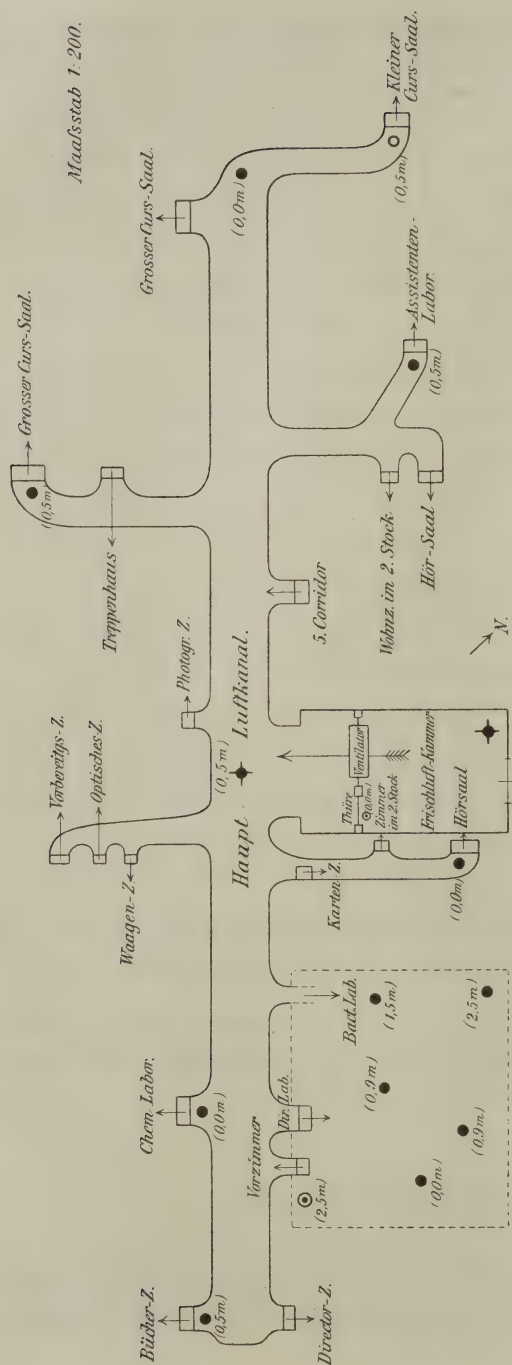 Maaßstab 1:200.
Grosser Curs-Saal.
Grosser Curs-Saal.
(0,0m)
Kleiner
Curs-Saal.
(0,5m)
(0,5m)
Treppenhaus
Assistenten-
Labor.
(0,5m)
Wohnz. im 2. Stock
Hör-Saal
5. Corridor
N.
Vorbereitgs-Z.
Optisches-Z.
Waagen-Z.
Photogr. Z.
(0,5m)
Haupt Luftkanal.
Thüre
Ventilator
(0,0m)
Zimmer
im 2. Stock
Frischluft-Kammer
Hörsaal
(0,0m)
Karten-Z.
Chem. Labor.
(0,0m)
Bact. Lab.
(1,5m)
(2,5m)
(0,9m)
(0,9m)
(0,0m)
Dir. Lab.
Vorzimmer
(2,5m)
Bücher-Z.
(0,5m)
Director-Z.